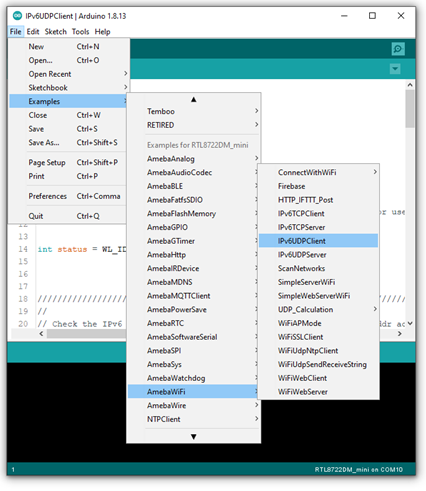 IPv6UDPClient | Arduino 1.8.13
File Edit Sketch Tools Help
New Ctrl+N
Open... Ctrl+O
Open Recent
Sketchbook
Examples
Close Ctrl+W
Save Ctrl+S
Save As... Ctrl+Shift+S
Page Setup Ctrl+Shift+P
Print Ctrl+P
Preferences Ctrl+Comma
Quit Ctrl+Q
Temboo
RETIRED
Examples for RTL8722DM_mini
AmebaAnalog
AmebaAudioCodec
AmebaBLE
AmebaFatfsSDIO
AmebaFlashMemory
AmebaGPIO
AmebaGTimer
AmebaHttp
AmebaIRDevice
AmebaMDNS
AmebaMQTTClient
AmebaPowerSave
AmebaRTC
AmebaSoftwareSerial
AmebaSPI
AmebaSys
AmebaWatchdog
AmebaWiFi
AmebaWire
NTPClient
ConnectWithWiFi
Firebase
HTTP_IFTTT_Post
IPv6TCPClient
IPv6TCPServer
IPv6UDPClient
IPv6UDPServer
ScanNetworks
SimpleServerWiFi
SimpleWebServerWiFi
UDP_Calculation
WiFiAPMode
WiFiSSLClient
WiFiUdpNtpClient
WiFiUdpSendReceiveString
WiFiWebClient
WiFiWebServer
or use
12
13
14 int status = WL_ID
15
16
17
18 ////////////////////
19 //
20 // Check the IPv6 ddr ac
1 RTL8722DM_mini on COM10